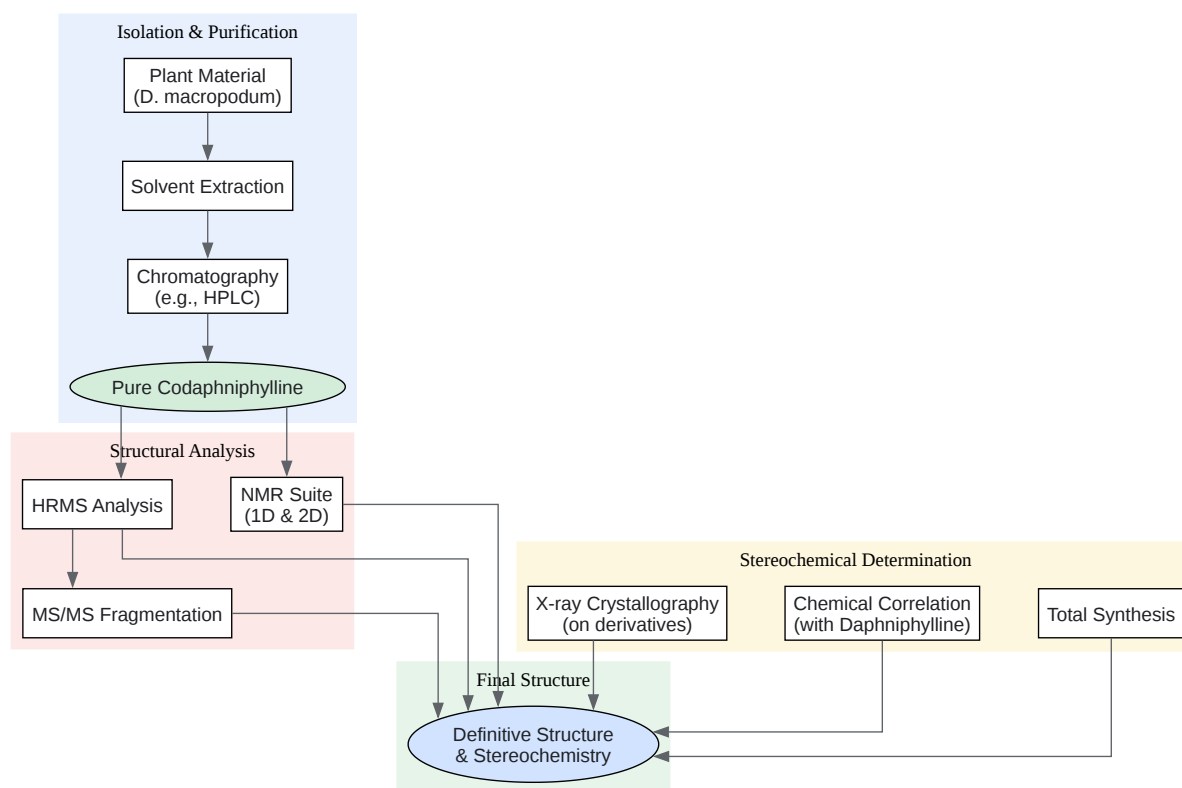 Isolation & Purification
Plant Material
(D. macropodum)
Solvent Extraction
Chromatography
(e.g., HPLC)
Pure Codaphniphylline
Structural Analysis
HRMS Analysis
NMR Suite
(1D & 2D)
MS/MS Fragmentation
Stereochemical Determination
X-ray Crystallography
(on derivatives)
Chemical Correlation
(with Daphniphylline)
Total Synthesis
Final Structure
Definitive Structure
& Stereochemistry